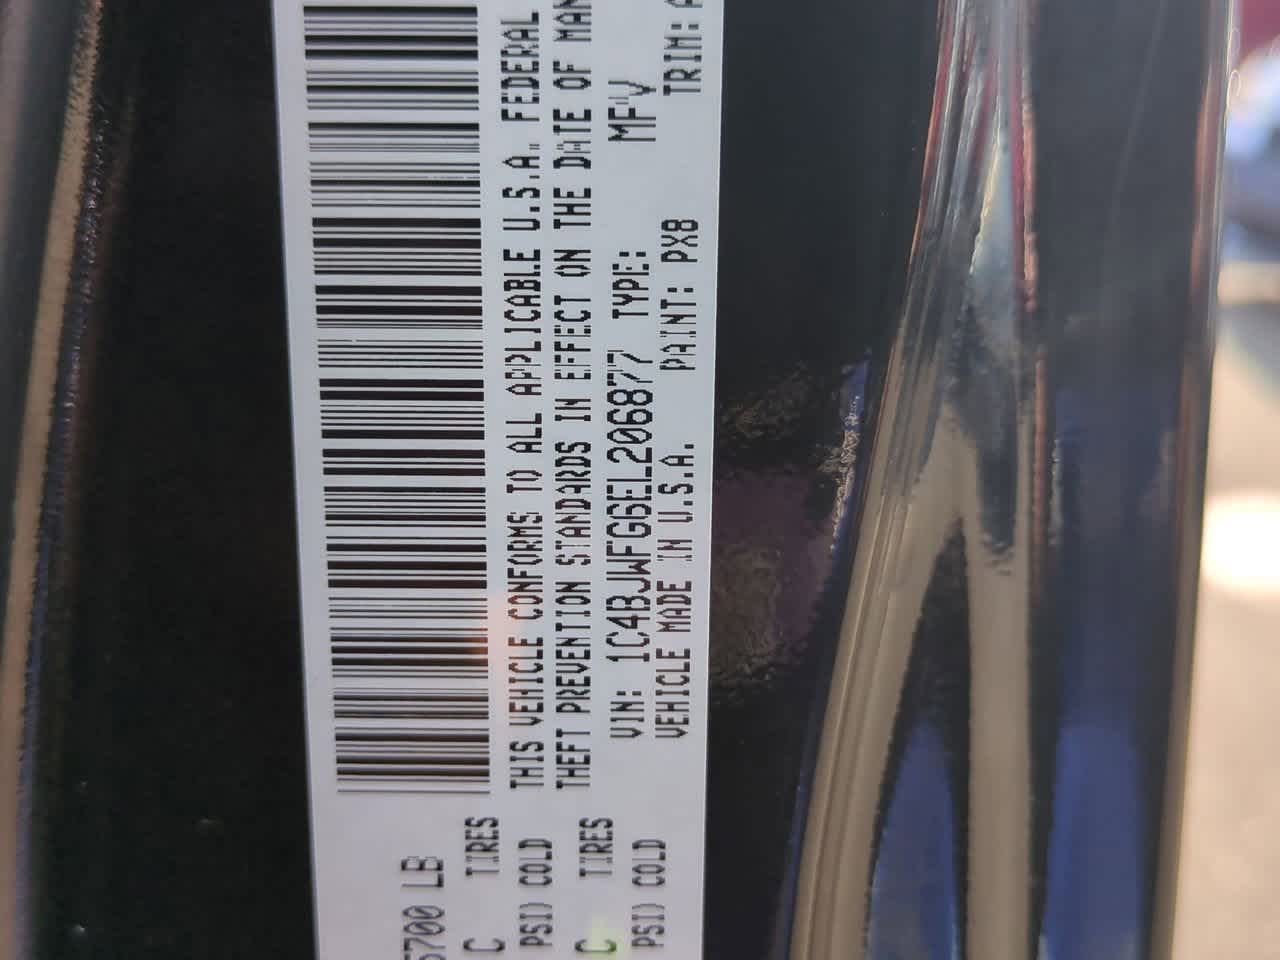 5700 LB
C TIRES
PSI) COLD
THIS VEHICLE CONFORMS TO ALL APPLICABLE U.S.A. FEDERAL
THEFT PREVENTION STANDARDS IN EFFECT ON THE DATE OF MAN
C TIRES
VIN: 1C4BJWFG6EL206877 TYPE: MPV
PSI) COLD
VEHICLE MADE IN U.S.A. PAINT: PX8 TRIM: A